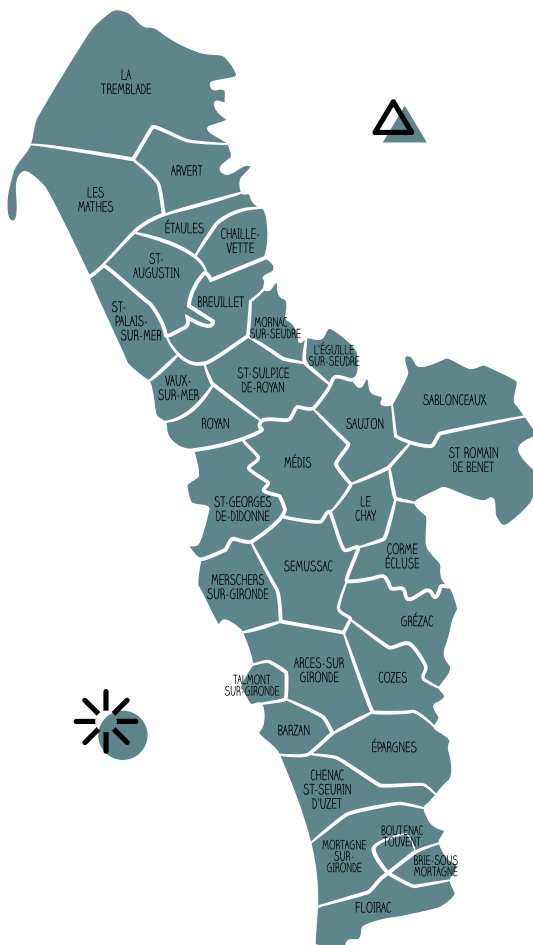 LA
TREMBLADE
ARVERT
LES
MATHES
ÉTAULES
CHAILLE-
VETTE
ST-
AUGUSTIN
BREUILLET
ST-
PALAIS-
SUR-MER
MORNAC
SUR-SEUDRE
L'ÉGUILLE
SUR-SEUDRE
ST-SULPICE
DE-ROYAN
VAUX-
SUR-MER
SABLONCEAUX
ROYAN
SAUJON
ST ROMAIN
DE BENET
MÉDIS
ST-GEORGES
DE-DIDONNE
LE
CHAY
CORME
ÉCLUSE
SEMUSSAC
MERSCHERS
SUR-GIRONDE
GRÉZAC
ARCES-SUR
GIRONDE
COZES
TALMONT
SUR-GIRONDE
BARZAN
ÉPARGNES
CHENAC
ST-SEURIN
D'UZET
BOUTENAC
TOUVENT
MORTAGNE
SUR-
GIRONDE
BRIE-SOUS
MORTAGNE
FLOIRAC